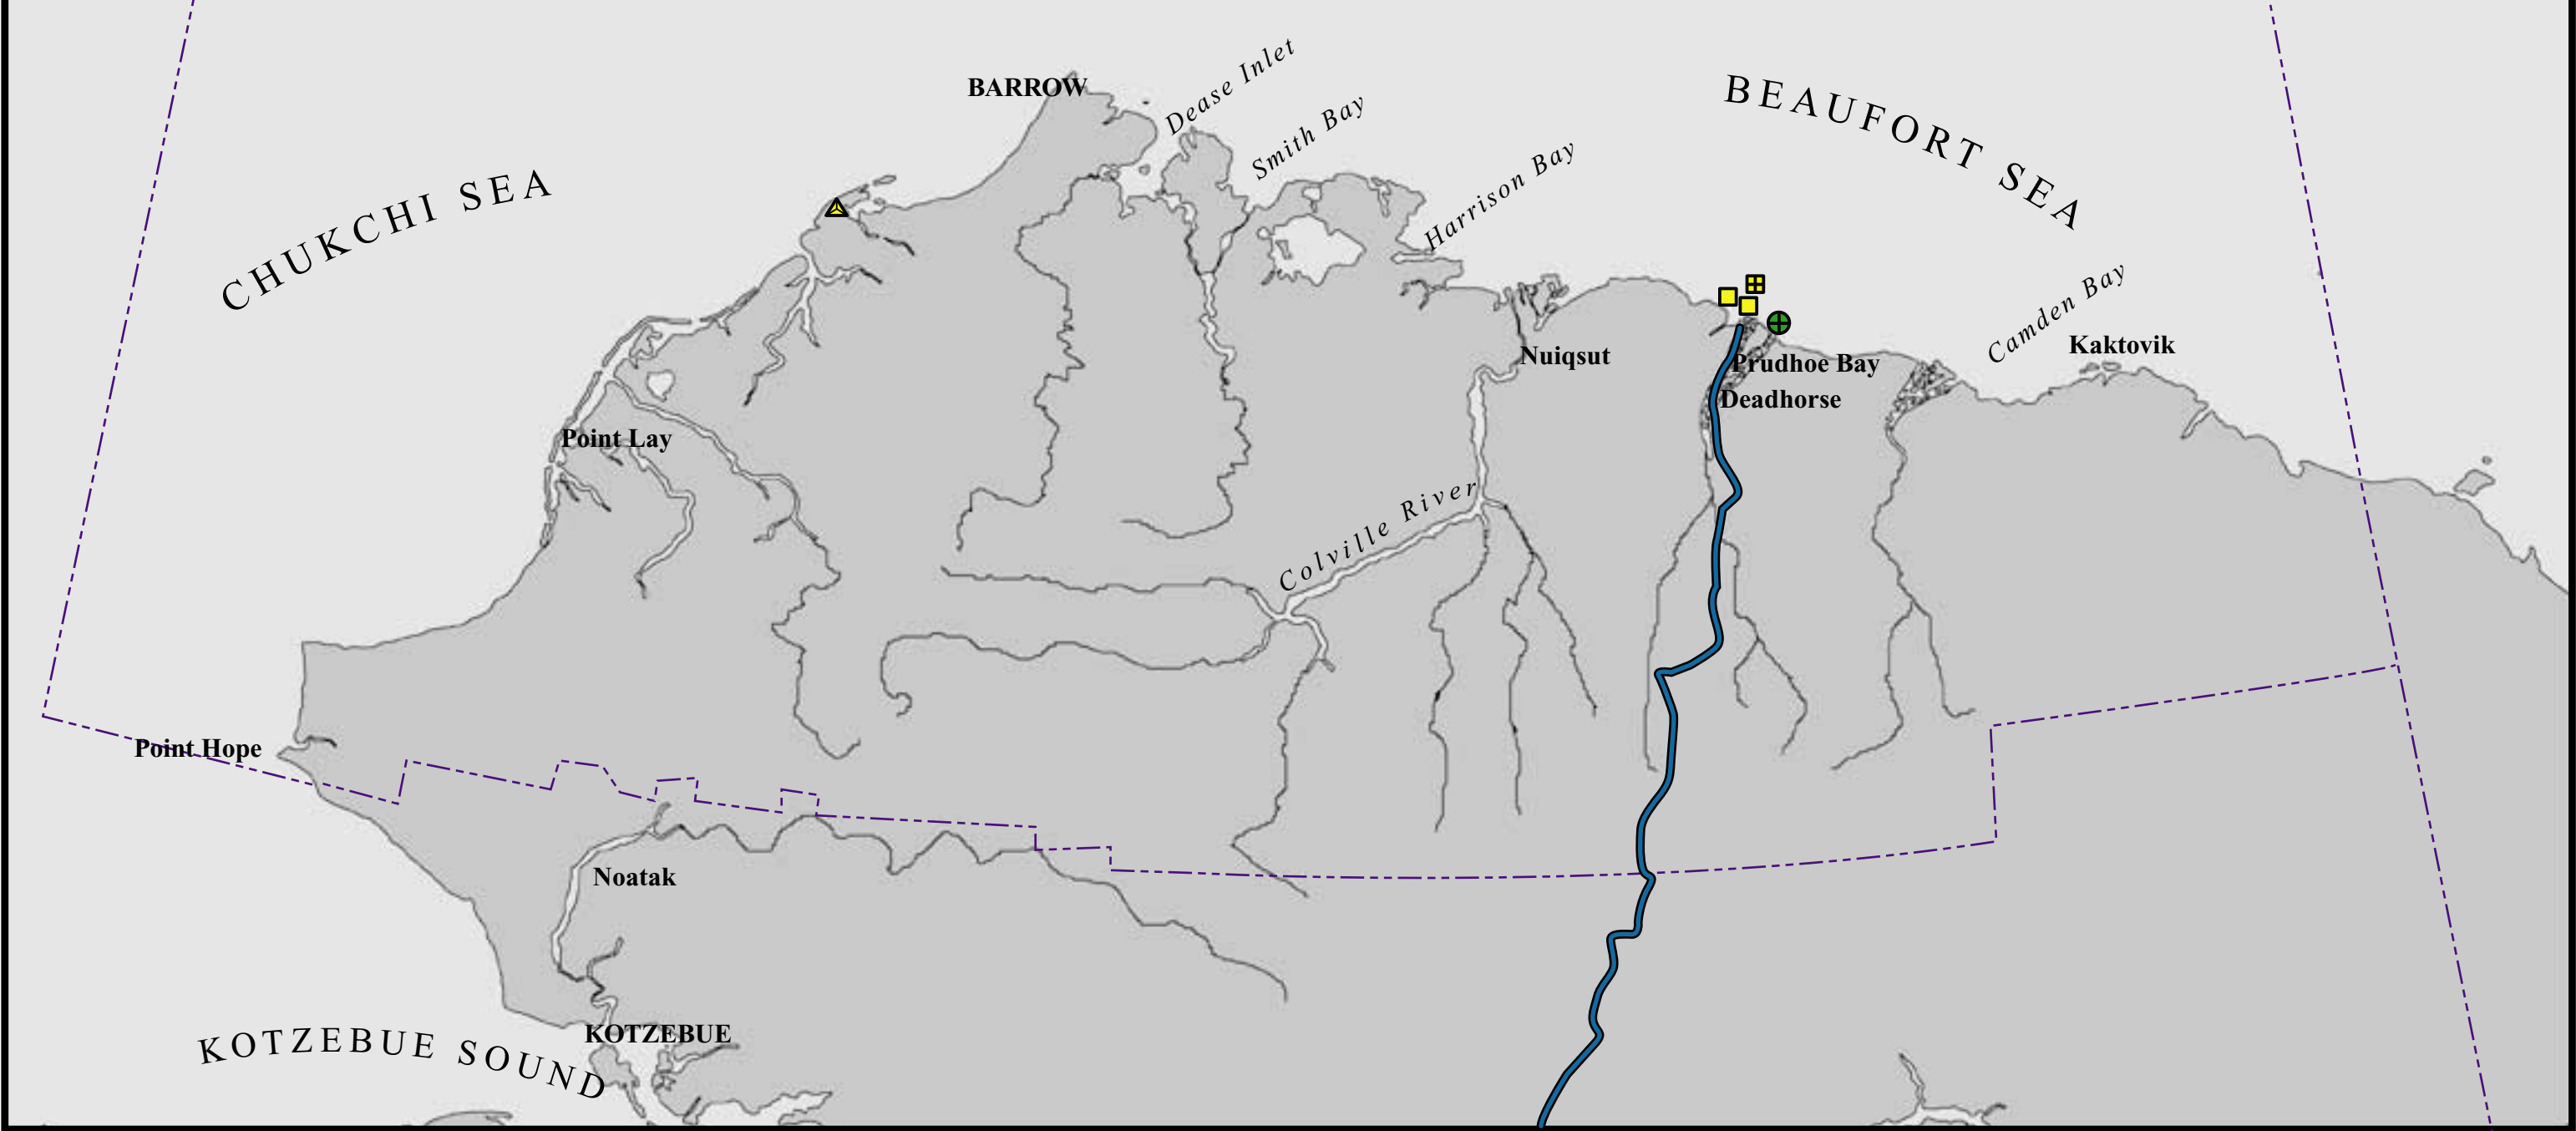 BARROW
Dease Inlet
Smith Bay
Harrison Bay
BEAUFORT SEA
CHUKCHI SEA
Camden Bay
Kaktovik
Nuiqsut
Prudhoe Bay
Deadhorse
Point Lay
Colville River
Point Hope
Noatak
KOTZEBUE
KOTZEBUE SOUND